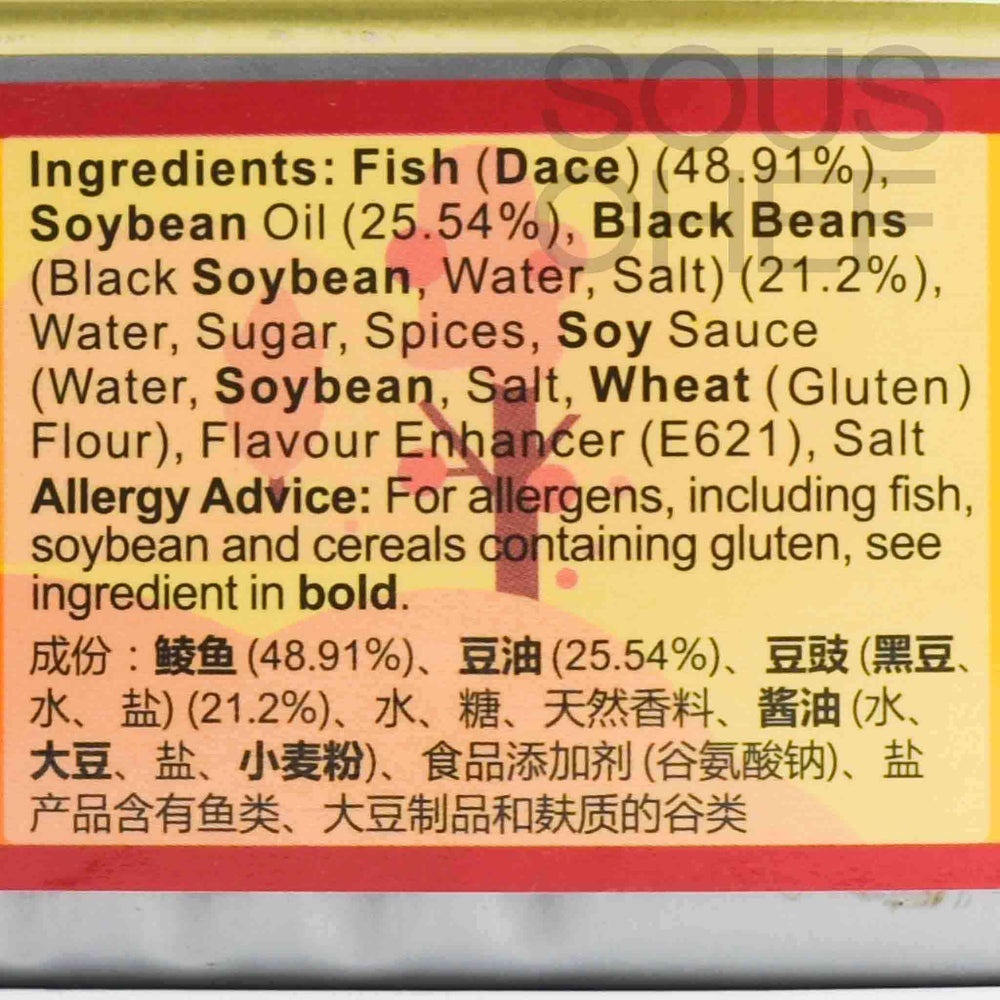 SOUS
CHEF
Ingredients: Fish (Dace) (48.91%),
Soybean Oil (25.54%), Black Beans
(Black Soybean, Water, Salt) (21.2%),
Water, Sugar, Spices, Soy Sauce
(Water, Soybean, Salt, Wheat (Gluten)
Flour), Flavour Enhancer (E621), Salt
Allergy Advice: For allergens, including fish,
soybean and cereals containing gluten, see
ingredient in bold.
成份：鲮鱼 (48.91%)、豆油 (25.54%)、豆豉 (黑豆、
水、盐) (21.2%)、水、糖、天然香料、酱油 (水、
大豆、盐、小麦粉)、食品添加剂 (谷氨酸钠)、盐
产品含有鱼类、大豆制品和麸质的谷类